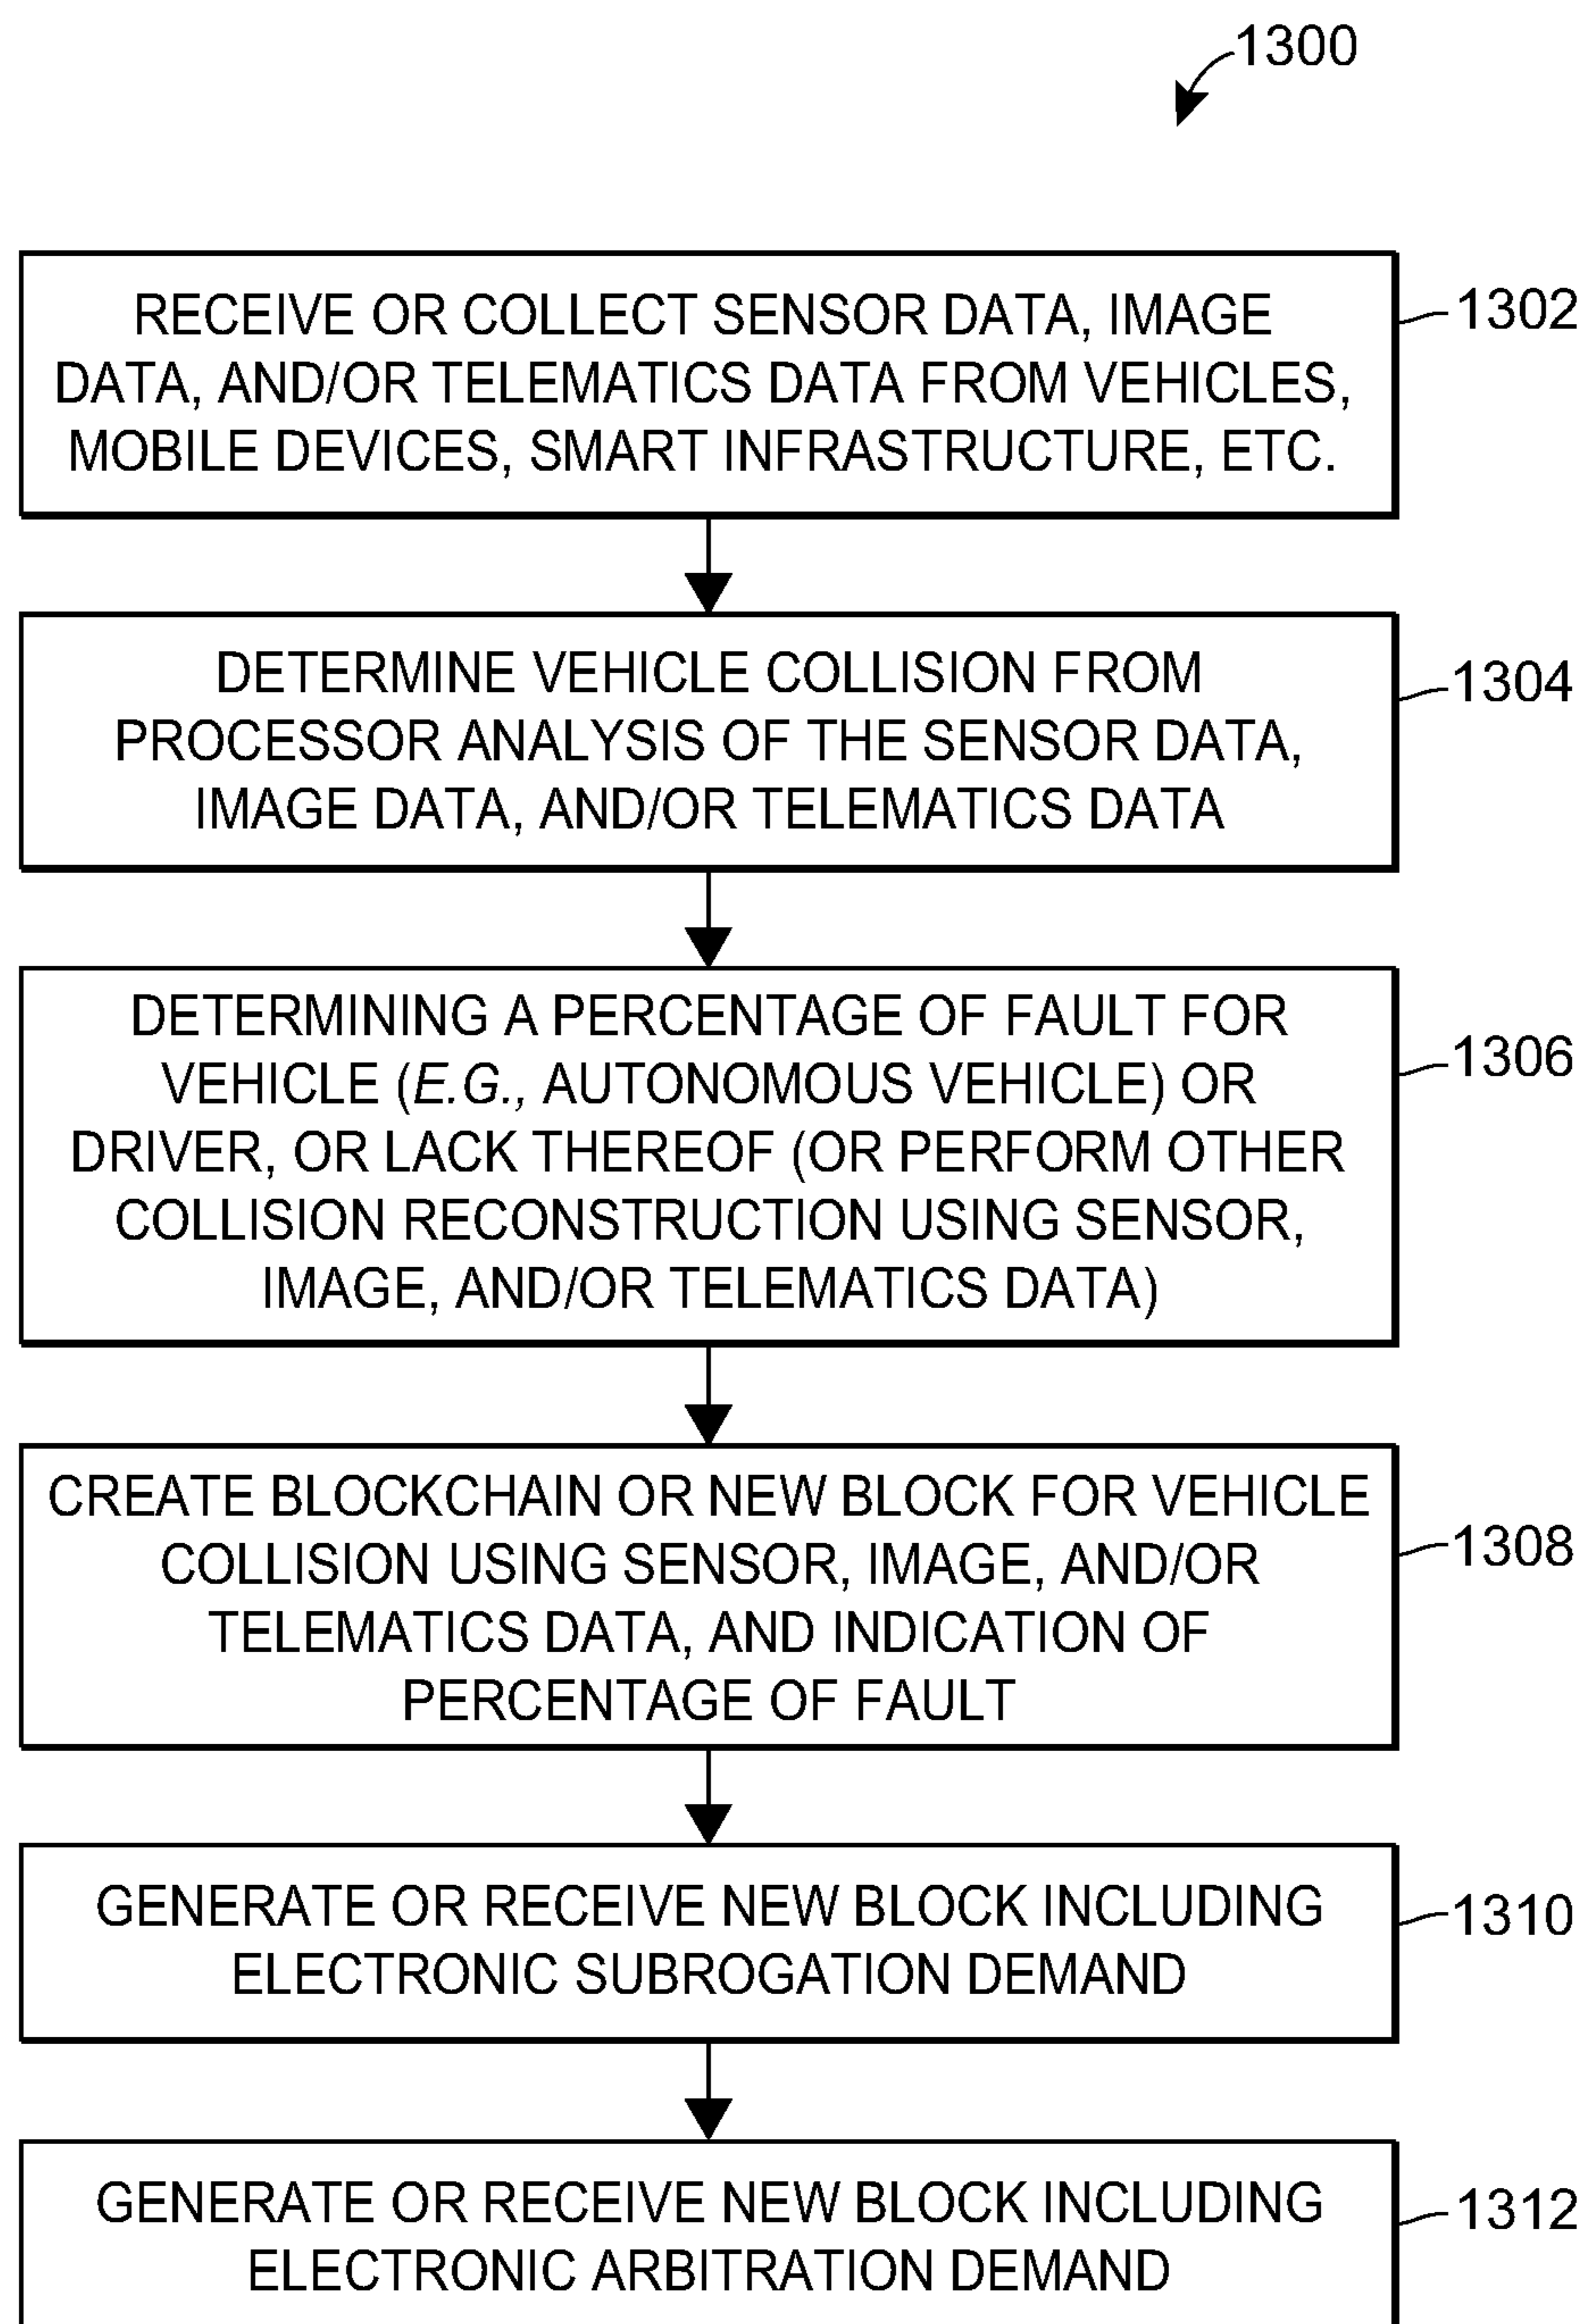 1300
RECEIVE OR COLLECT SENSOR DATA, IMAGE
DATA, AND/OR TELEMATICS DATA FROM VEHICLES,
MOBILE DEVICES, SMART INFRASTRUCTURE, ETC.
1302
DETERMINE VEHICLE COLLISION FROM
PROCESSOR ANALYSIS OF THE SENSOR DATA,
IMAGE DATA, AND/OR TELEMATICS DATA
1304
DETERMINING A PERCENTAGE OF FAULT FOR
VEHICLE (E.G., AUTONOMOUS VEHICLE) OR
DRIVER, OR LACK THEREOF (OR PERFORM OTHER
COLLISION RECONSTRUCTION USING SENSOR,
IMAGE, AND/OR TELEMATICS DATA)
1306
CREATE BLOCKCHAIN OR NEW BLOCK FOR VEHICLE
COLLISION USING SENSOR, IMAGE, AND/OR
TELEMATICS DATA, AND INDICATION OF
PERCENTAGE OF FAULT
1308
GENERATE OR RECEIVE NEW BLOCK INCLUDING
ELECTRONIC SUBROGATION DEMAND
1310
GENERATE OR RECEIVE NEW BLOCK INCLUDING
ELECTRONIC ARBITRATION DEMAND
1312